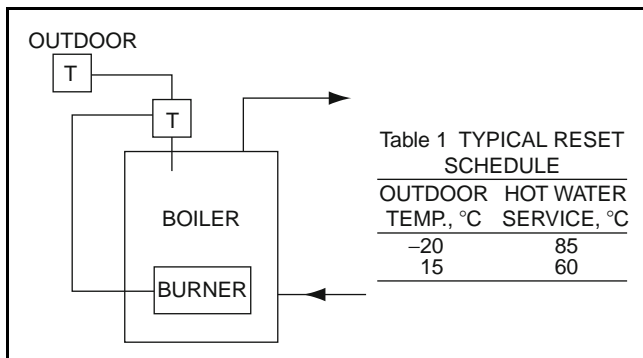 OUTDOOR
T
T
BOILER
BURNER
Table 1 TYPICAL RESET
SCHEDULE
OUTDOOR HOT WATER
TEMP., °C SERVICE, °C
–20 85
15 60